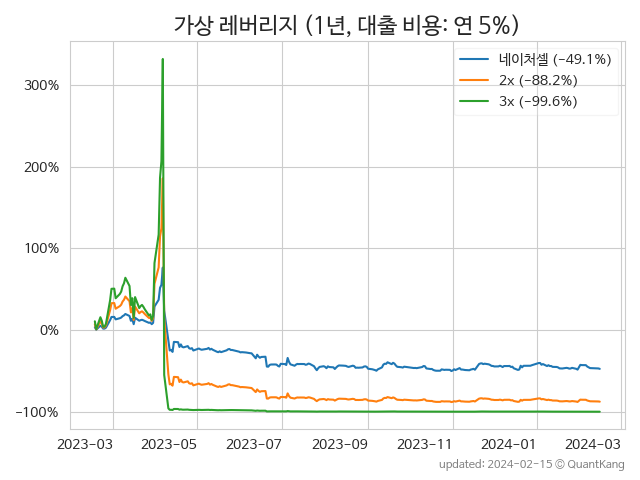 가상 레버리지 (1년, 대출 비용: 연 5%)
네이처셀 (−49.1%)
2x (−88.2%)
3x (−99.6%)
300%
200%
100%
0%
−100%
2023-03 2023-05 2023-07 2023-09 2023-11 2024-01 2024-03
updated: 2024-02-15 © QuantKang